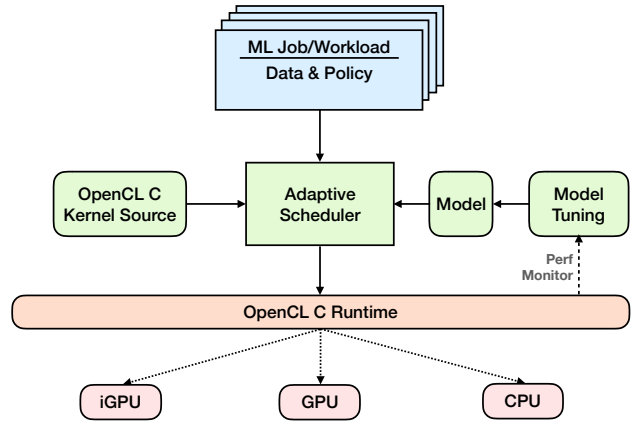 ML Job/Workload
Data & Policy
OpenCL C
Kernel Source
Adaptive
Scheduler
Model
Model
Tuning
Perf
Monitor
OpenCL C Runtime
iGPU
GPU
CPU